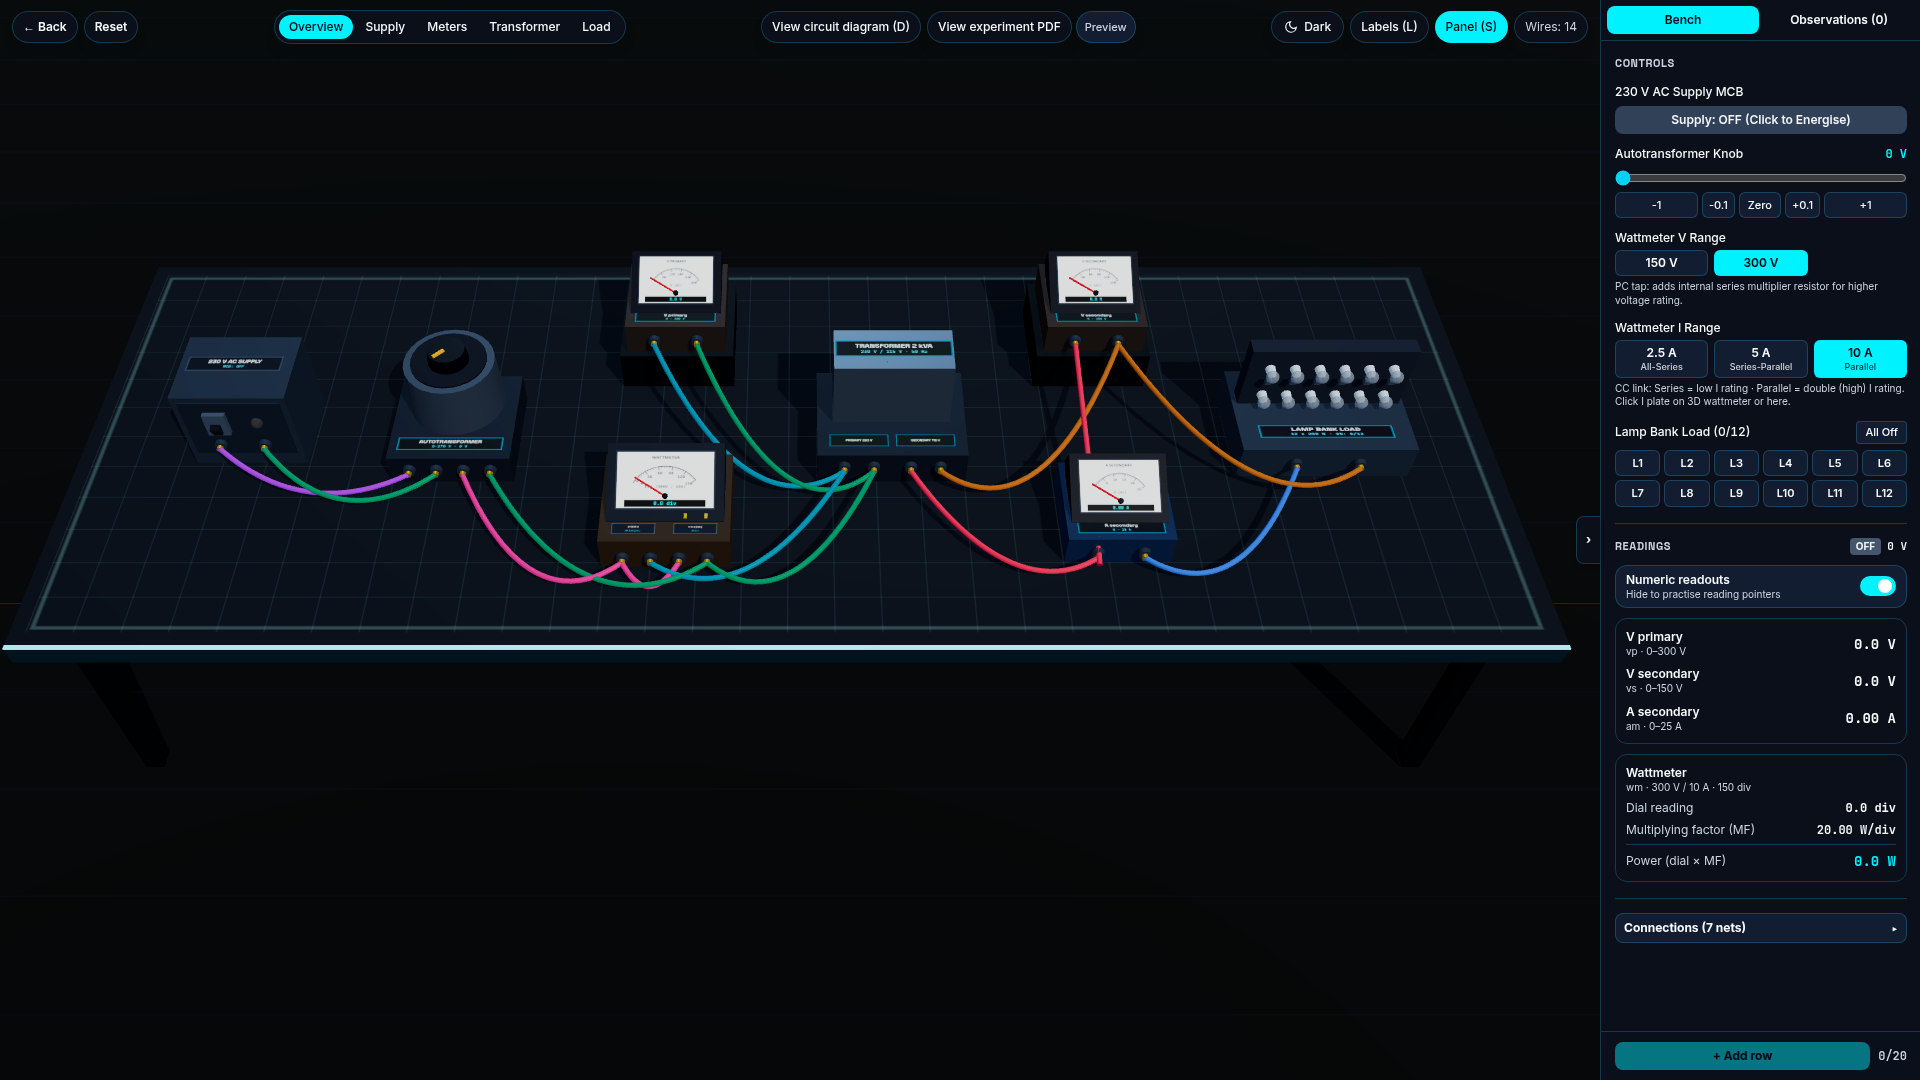 ← Back
Reset
Overview
Supply
Meters
Transformer
Load
View circuit diagram (D)
View experiment PDF
Preview
Dark
Labels (L)
Panel (S)
Wires: 14
Bench
Observations (0)
CONTROLS
230 V AC Supply MCB
Supply: OFF (Click to Energise)
Autotransformer Knob
0 V
-1
-0.1
Zero
+0.1
+1
Wattmeter V Range
150 V
300 V
PC tap: adds internal series multiplier resistor for higher
voltage rating.
Wattmeter I Range
2.5 A
All-Series
5 A
Series-Parallel
10 A
Parallel
CC link: Series = low I rating · Parallel = double (high) I rating.
Click I plate on 3D wattmeter or here.
Lamp Bank Load (0/12)
All Off
L1
L2
L3
L4
L5
L6
L7
L8
L9
L10
L11
L12
READINGS
OFF
0 V
Numeric readouts
Hide to practise reading pointers
V primary
vp · 0–300 V
0.0 V
V secondary
vs · 0–150 V
0.0 V
A secondary
am · 0–25 A
0.00 A
Wattmeter
wm · 300 V / 10 A · 150 div
Dial reading
0.0 div
Multiplying factor (MF)
20.00 W/div
Power (dial × MF)
0.0 W
Connections (7 nets)
+ Add row
0/20
230 V AC SUPPLY
AUTOTRANSFORMER
V primary
TRANSFORMER 2 kVA
V secondary
A secondary
LAMP BANK LOAD